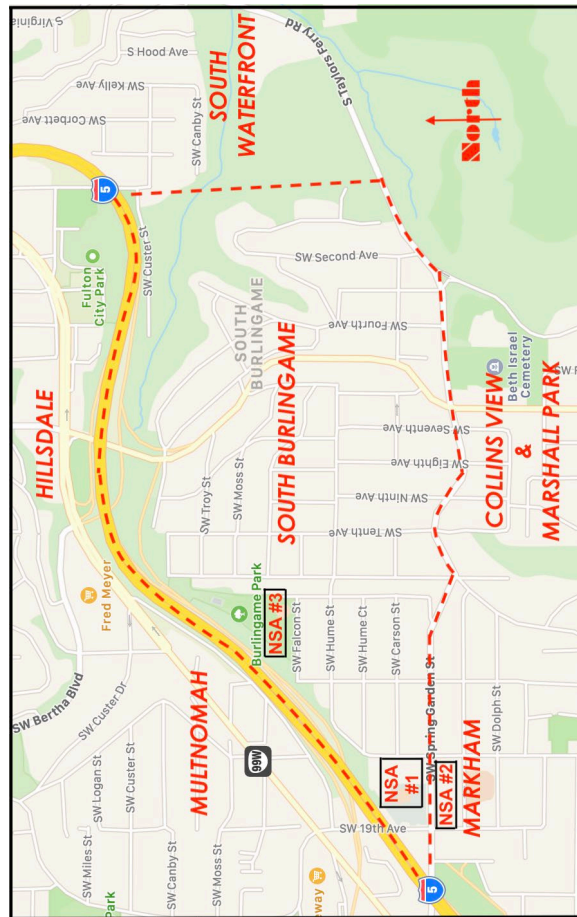 S Virginia
S Hood Ave
SW Kelly Ave
SW Corbett Ave
SW Canby St
SOUTH
WATERFRONT
S Taylors Ferry Rd
North
5
SW Custer St
Fulton
City Park
SW Second Ave
SW Fourth Ave
SOUTH
BURLINGAME
HILLSDALE
SOUTH BURLINGAME
Beth Israel
Cemetery
COLLINS VIEW
&
MARSHALL PARK
SW Seventh Ave
SW Eighth Ave
SW Ninth Ave
SW Tenth Ave
SW Troy St
SW Moss St
Fred Meyer
Burlingame Park
NSA #3
SW Falcon St
SW Hume St
SW Hume Ct
SW Carson St
SW Bertha Blvd
SW Custer Dr
MULTNOMAH
99W
SW Spring Garden St
SW Dolph St
SW Logan St
SW Custer St
SW Miles St
SW Canby St
SW Moss St
NSA
#1
NSA #2
MARKHAM
SW 19th Ave
5
Park